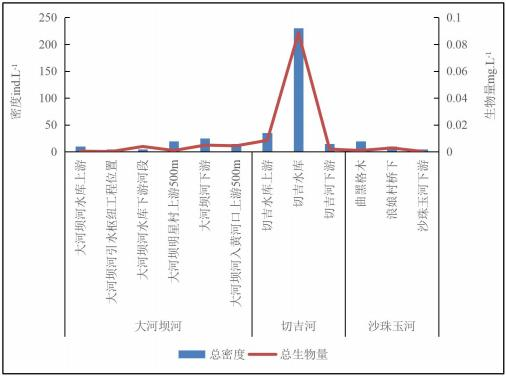 250
200
150
100
50
0
密度ind.L-1
0.1
0.08
0.06
0.04
0.02
0
生物量mg.L-1
大河坝河水库上游
大河坝河引水枢纽工程位置
大河坝河水库下游河段
大河坝明星村上游500m
大河坝河下游
大河坝河入黄河口上游500m
切吉水库上游
切吉水库
切吉河下游
曲黑格木
浪娘村桥下
沙珠玉河下游
大河坝河
切吉河
沙珠玉河
总密度
总生物量